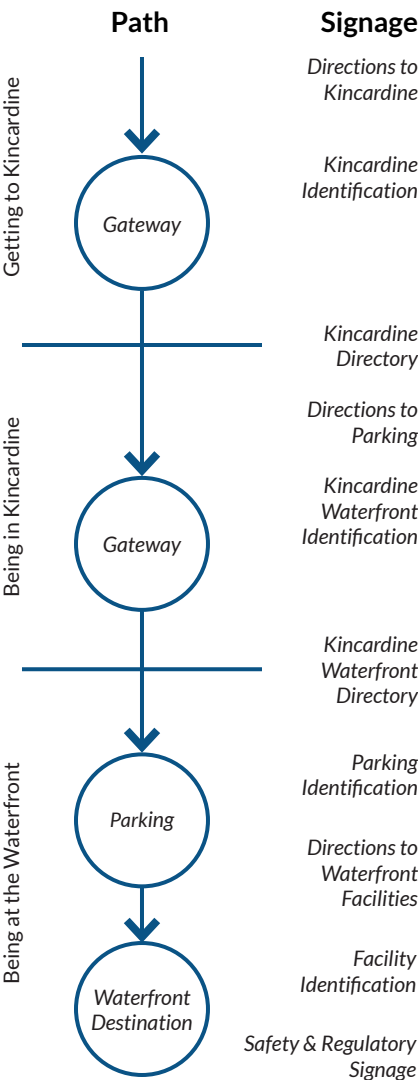 Path
Signage
Getting to Kincardine
Directions to
Kincardine
Gateway
Kincardine
Identification
Kincardine
Directory
Being in Kincardine
Directions to
Parking
Gateway
Kincardine
Waterfront
Identification
Kincardine
Waterfront
Directory
Being at the Waterfront
Parking
Parking
Identification
Directions to
Waterfront
Facilities
Waterfront
Destination
Facility
Identification
Safety & Regulatory
Signage